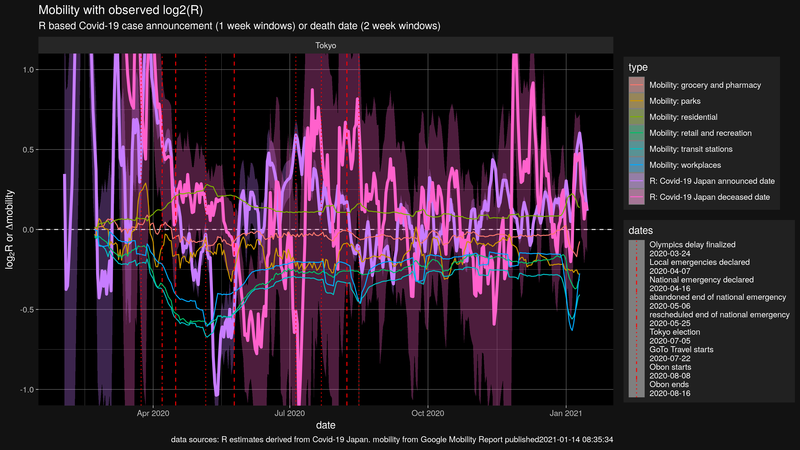 Mobility with observed log2(R)
R based Covid-19 case announcement (1 week windows) or death date (2 week windows)
Tokyo
1.0
0.5
0.0
-0.5
-1.0
log2R or Δmobility
Apr 2020
Jul 2020
Oct 2020
Jan 2021
date
data sources: R estimates derived from Covid-19 Japan. mobility from Google Mobility Report published2021-01-14 08:35:34
type
Mobility: grocery and pharmacy
Mobility: parks
Mobility: residential
Mobility: retail and recreation
Mobility: transit stations
Mobility: workplaces
R: Covid-19 Japan announced date
R: Covid-19 Japan deceased date
dates
Olympics delay finalized
2020-03-24
Local emergencies declared
2020-04-07
National emergency declared
2020-04-16
abandoned end of national emergency
2020-05-06
rescheduled end of national emergency
2020-05-25
Tokyo election
2020-07-05
GoTo Travel starts
2020-07-22
Obon starts
2020-08-08
Obon ends
2020-08-16